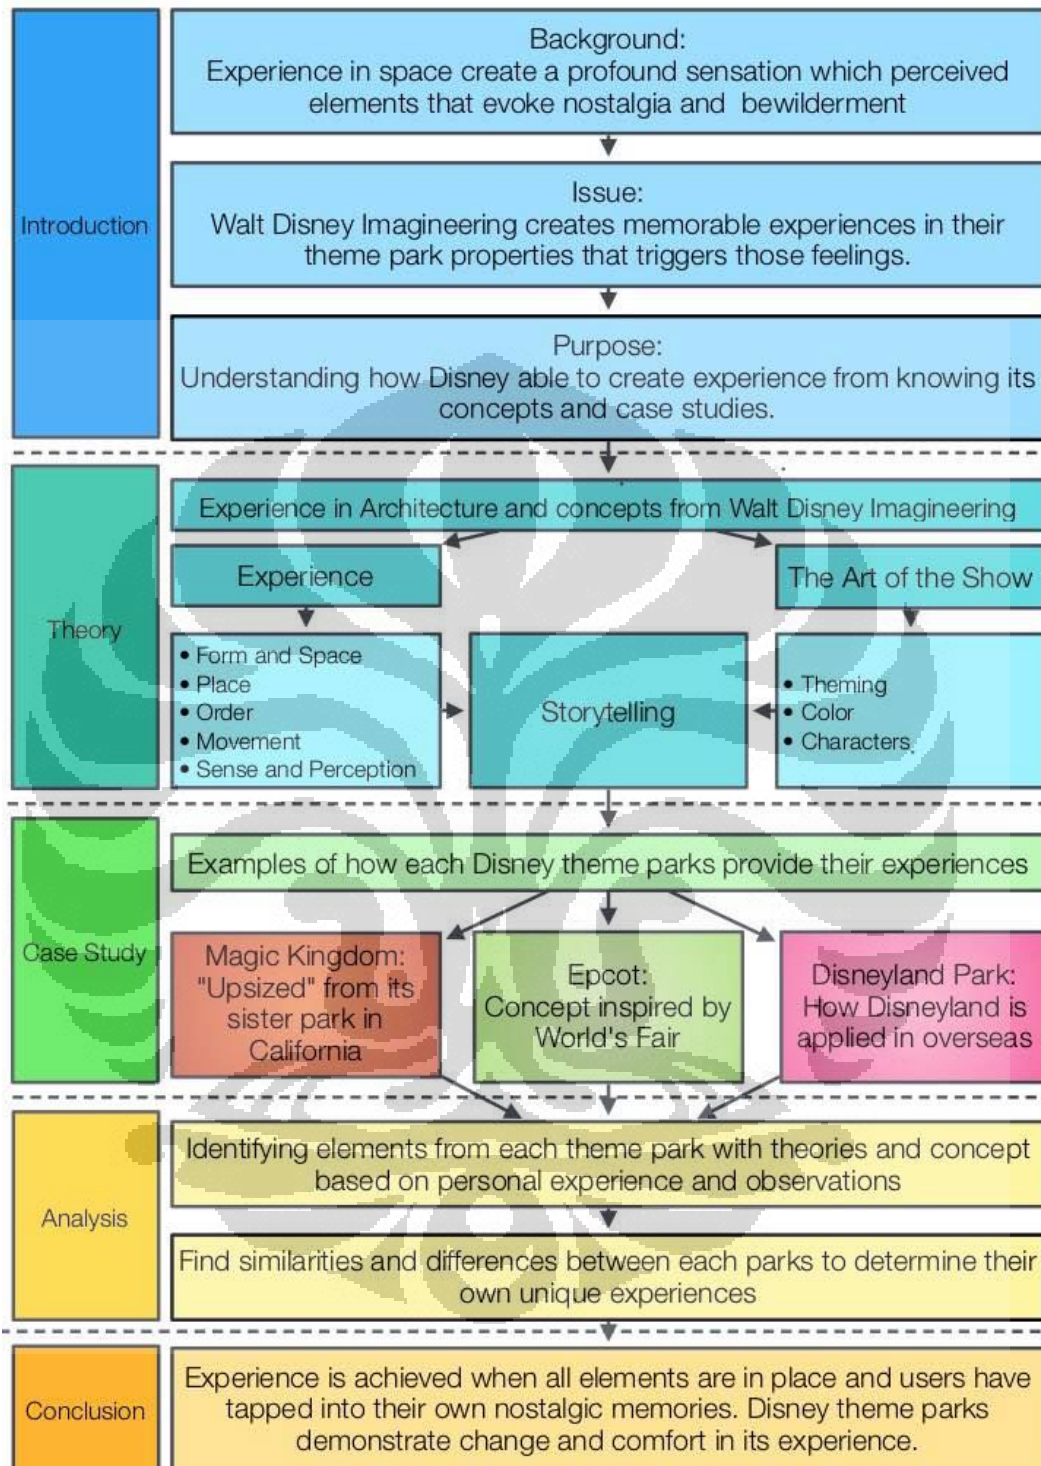 Introduction
Background:
Experience in space create a profound sensation which perceived
elements that evoke nostalgia and bewilderment
Issue:
Walt Disney Imagineering creates memorable experiences in their
theme park properties that triggers those feelings.
Purpose:
Understanding how Disney able to create experience from knowing its
concepts and case studies.
Theory
Experience in Architecture and concepts from Walt Disney Imagineering
Experience
The Art of the Show
• Form and Space
• Place
• Order
• Movement
• Sense and Perception
Storytelling
• Theming
• Color
• Characters
Case Study
Examples of how each Disney theme parks provide their experiences
Magic Kingdom:
"Upsized" from its
sister park in
California
Epcot:
Concept inspired by
World's Fair
Disneyland Park:
How Disneyland is
applied in overseas
Analysis
Identifying elements from each theme park with theories and concept
based on personal experience and observations
Find similarities and differences between each parks to determine their
own unique experiences
Conclusion
Experience is achieved when all elements are in place and users have
tapped into their own nostalgic memories. Disney theme parks
demonstrate change and comfort in its experience.